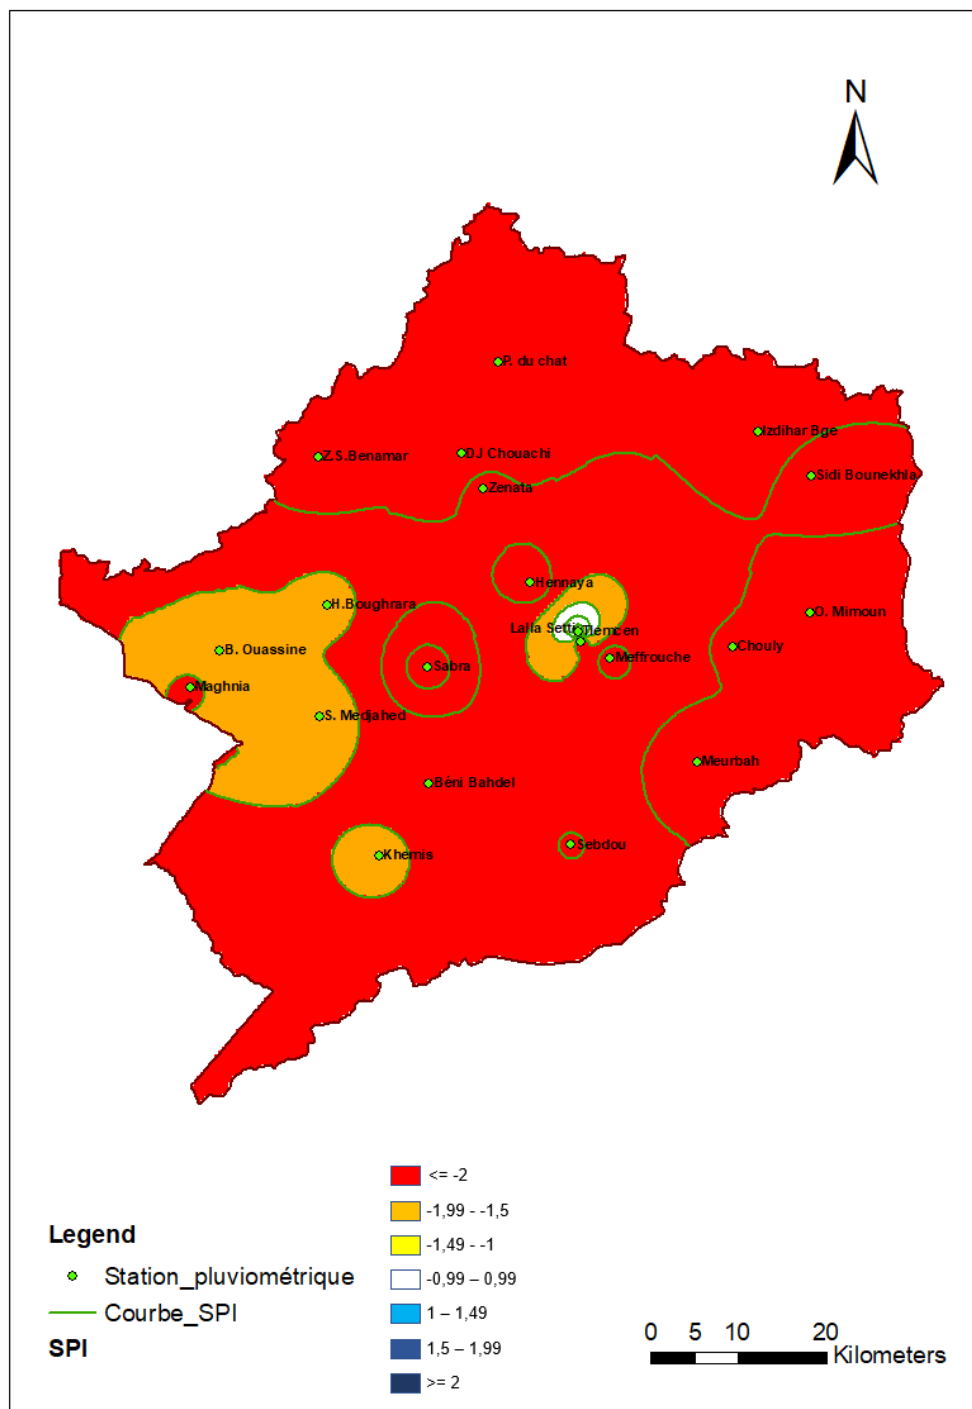 N
P. du chat
Izdihar Bge
Z.S.Benamar
DJ Chouachi
Sidi Bounekhla
Zenata
Hennaya
H.Boughrara
O. Mimoun
Lalla Setti
Tlemcen
B. Ouassine
Chouly
Meffrouche
Sabra
Maghnia
S. Medjahed
Meurbah
Béni Bahdel
Sebdou
Khemis
<= -2
-1,99 - -1,5
Legend
-1,49 - -1
Station_pluviométrique
-0,99 – 0,99
Courbe_SPI
1 – 1,49
SPI
1,5 – 1,99
>= 2
0 5 10 20
Kilometers